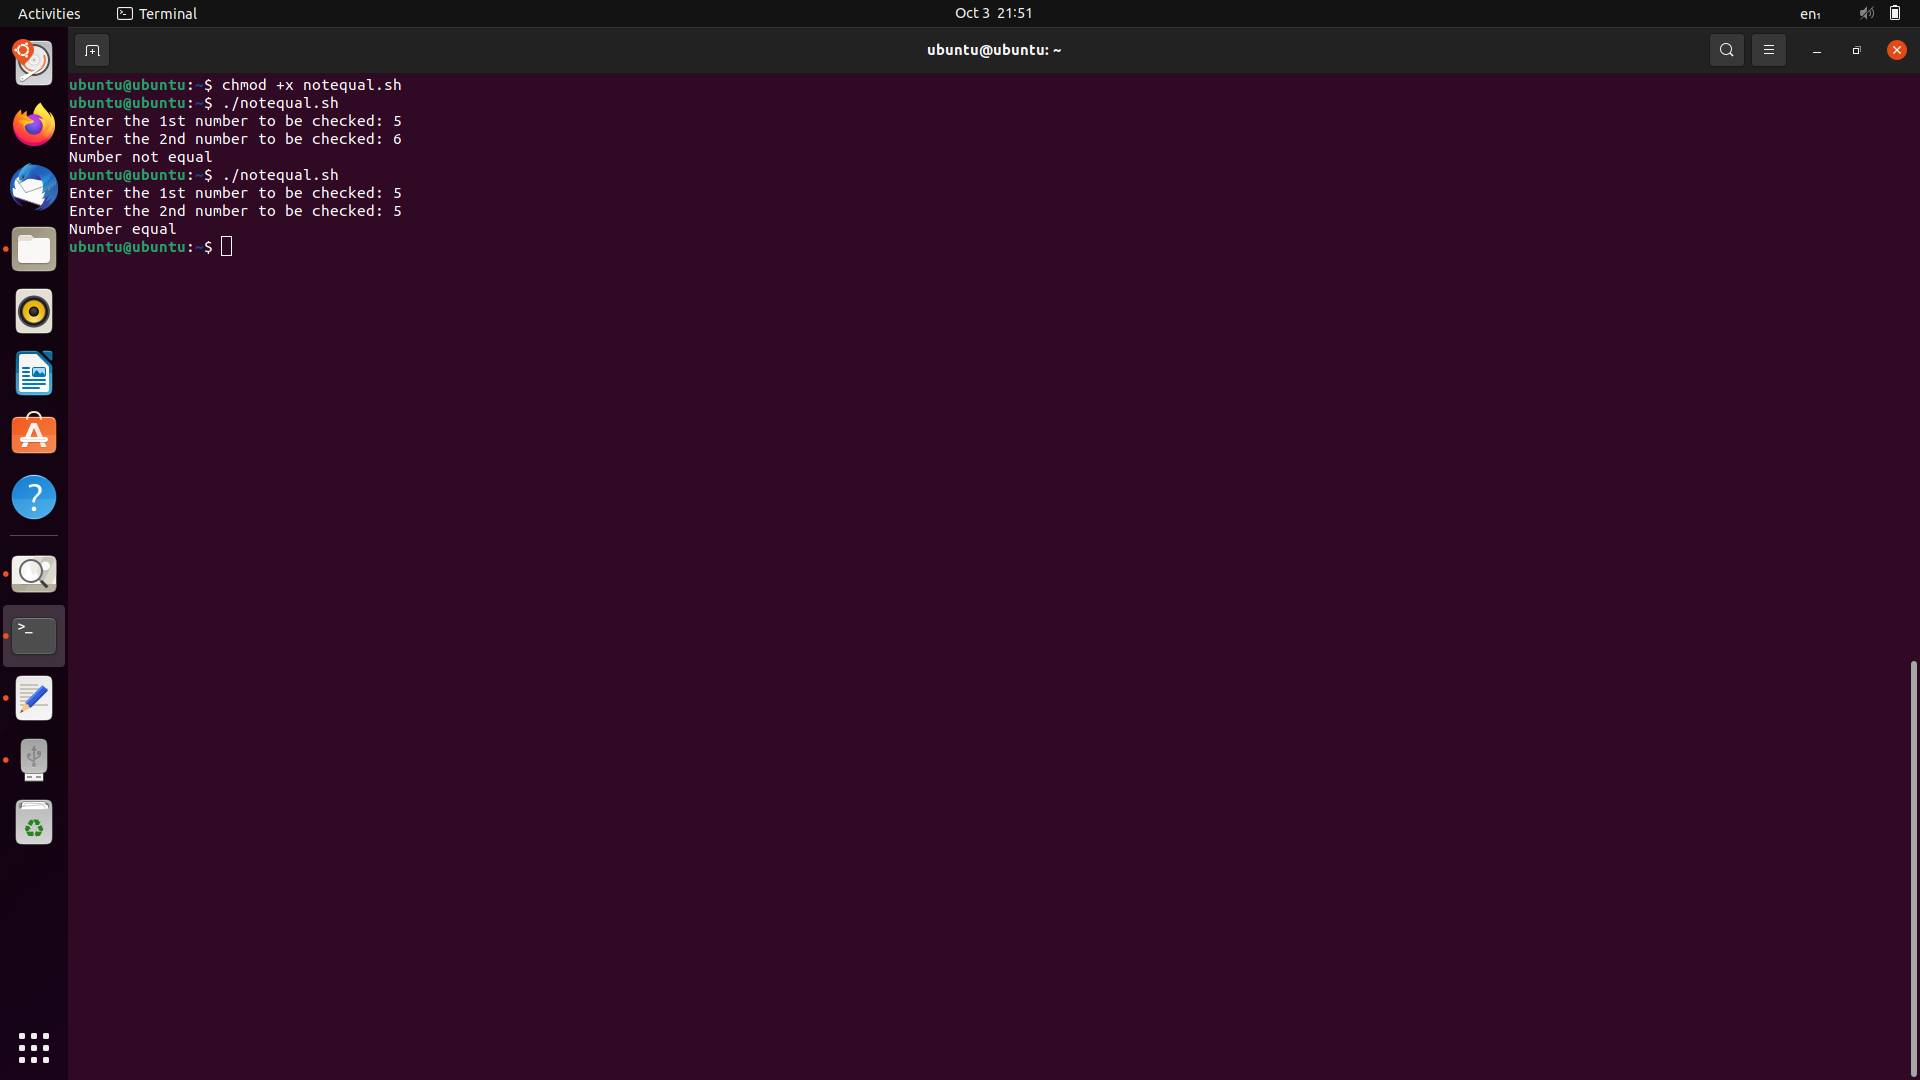 Activities Terminal Oct 3 21:51 en₁
ubuntu@ubuntu: ~
ubuntu@ubuntu:~$ chmod +x notequal.sh
ubuntu@ubuntu:~$ ./notequal.sh
Enter the 1st number to be checked: 5
Enter the 2nd number to be checked: 6
Number not equal
ubuntu@ubuntu:~$ ./notequal.sh
Enter the 1st number to be checked: 5
Enter the 2nd number to be checked: 5
Number equal
ubuntu@ubuntu:~$